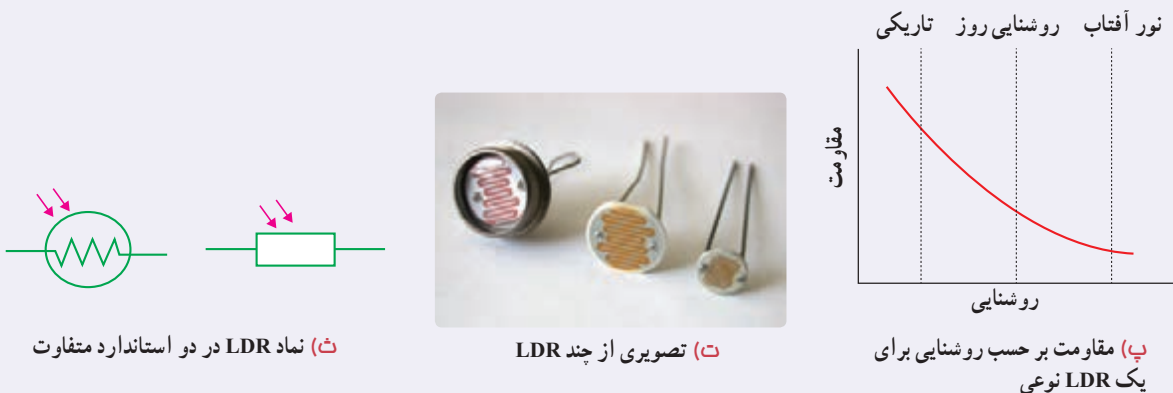 نور آفتاب
روشنایی روز
تاریکی
مقاومت
روشنایی
پ) مقاومت بر حسب روشنایی برای
یک LDR نوعی
ت) تصویری از چند LDR
ث) نماد LDR در دو استاندارد متفاوت